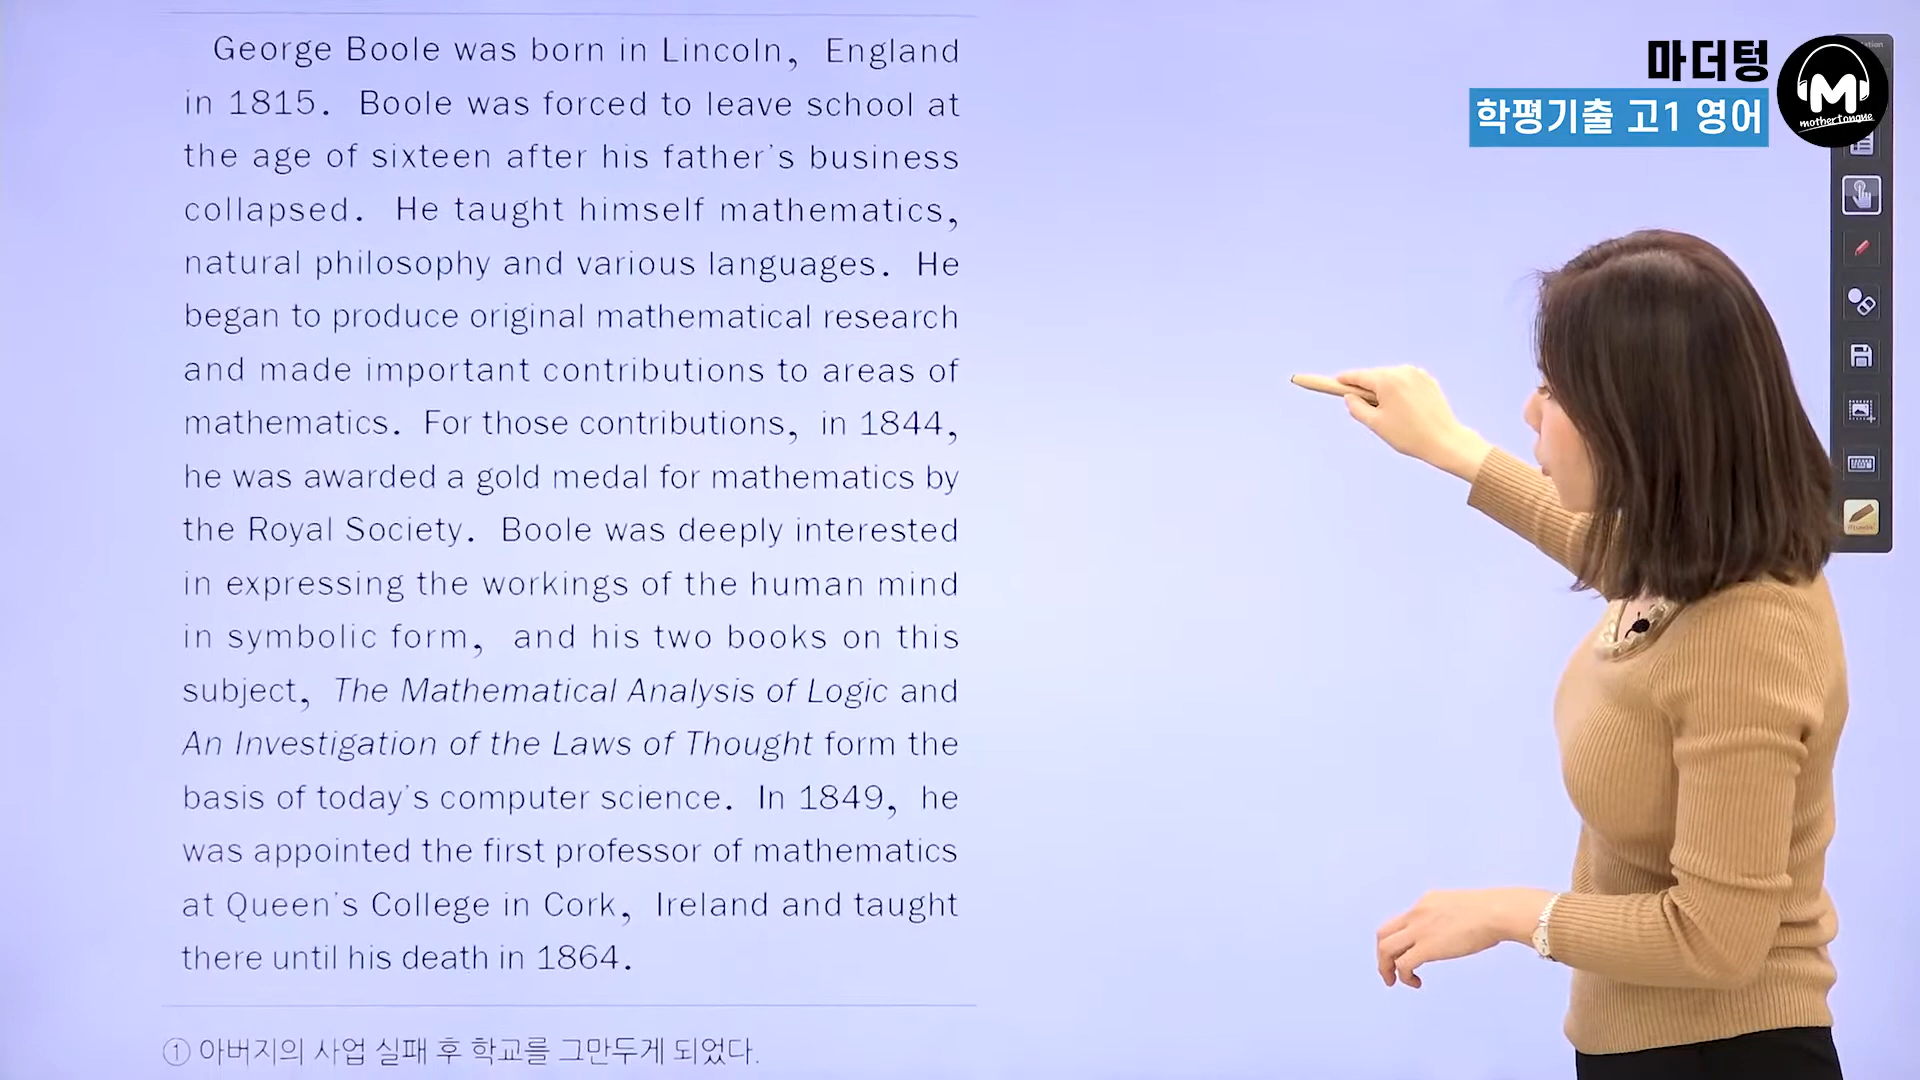 George Boole was born in Lincoln, England
in 1815. Boole was forced to leave school at
the age of sixteen after his father's business
collapsed. He taught himself mathematics,
natural philosophy and various languages. He
began to produce original mathematical research
and made important contributions to areas of
mathematics. For those contributions, in 1844,
he was awarded a gold medal for mathematics by
the Royal Society. Boole was deeply interested
in expressing the workings of the human mind
in symbolic form, and his two books on this
subject, The Mathematical Analysis of Logic and
An Investigation of the Laws of Thought form the
basis of today's computer science. In 1849, he
was appointed the first professor of mathematics
at Queen's College in Cork, Ireland and taught
there until his death in 1864.
① 아버지의 사업 실패 후 학교를 그만두게 되었다.
마더텅
학평기출 고1 영어
M
mothertongue